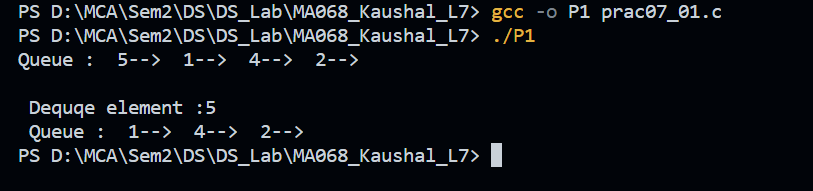 PS D:\MCA\Sem2\DS\DS_Lab\MA068_Kaushal_L7> gcc -o P1 prac07_01.c
PS D:\MCA\Sem2\DS\DS_Lab\MA068_Kaushal_L7> ./P1
Queue :  5-->  1-->  4-->  2-->
 Dequqe element :5
 Queue :  1-->  4-->  2-->
PS D:\MCA\Sem2\DS\DS_Lab\MA068_Kaushal_L7>